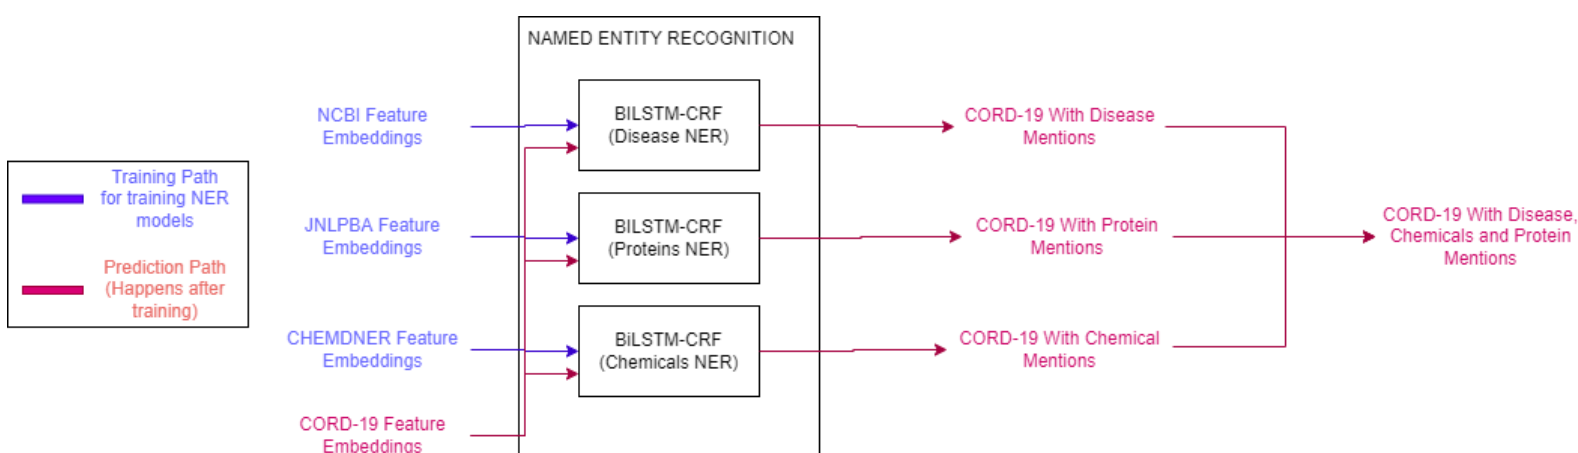 NAMED ENTITY RECOGNITION
NCBI Feature
Embeddings
BILSTM-CRF
(Disease NER)
CORD-19 With Disease
Mentions
Training Path
for training NER
models
Prediction Path
(Happens after
training)
JNLPBA Feature
Embeddings
BILSTM-CRF
(Proteins NER)
CORD-19 With Protein
Mentions
CORD-19 With Disease,
Chemicals and Protein
Mentions
CHEMDNER Feature
Embeddings
BiLSTM-CRF
(Chemicals NER)
CORD-19 With Chemical
Mentions
CORD-19 Feature
Embeddings